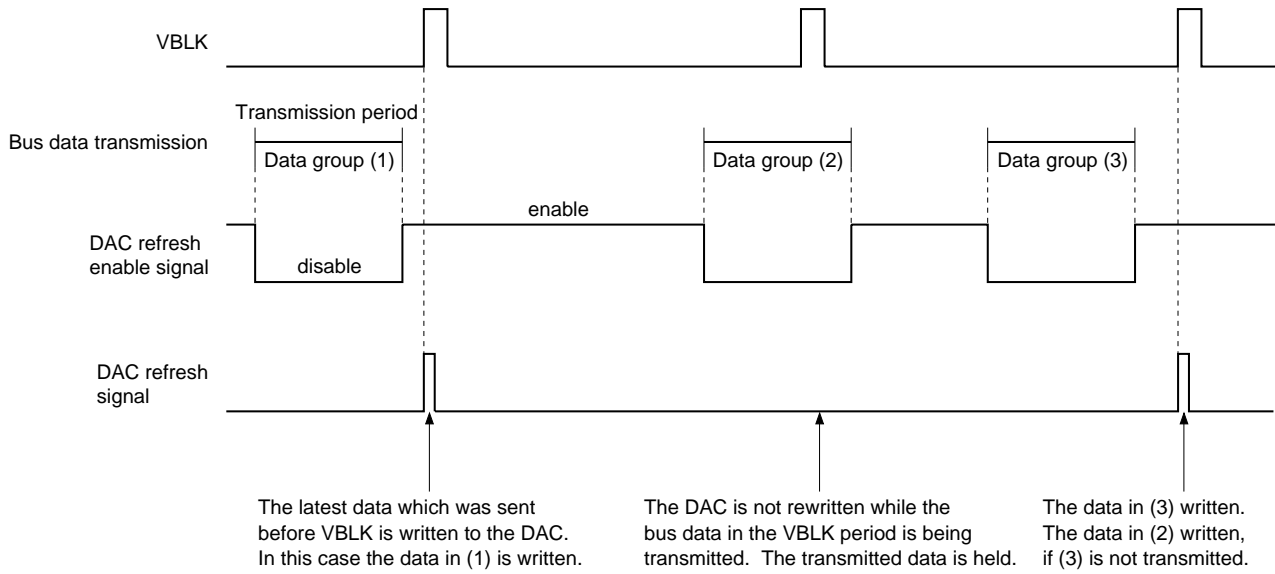 VBLK
Transmission period
Bus data transmission
Data group (1)
Data group (2)
Data group (3)
enable
DAC refresh
enable signal
disable
DAC refresh
signal
The latest data which was sent
before VBLK is written to the DAC.
In this case the data in (1) is written.
The DAC is not rewritten while the
bus data in the VBLK period is being
transmitted.  The transmitted data is held.
The data in (3) written.
The data in (2) written,
if (3) is not transmitted.